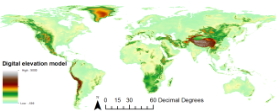 Digital elevation model
0 15 30 60 Decimal Degrees